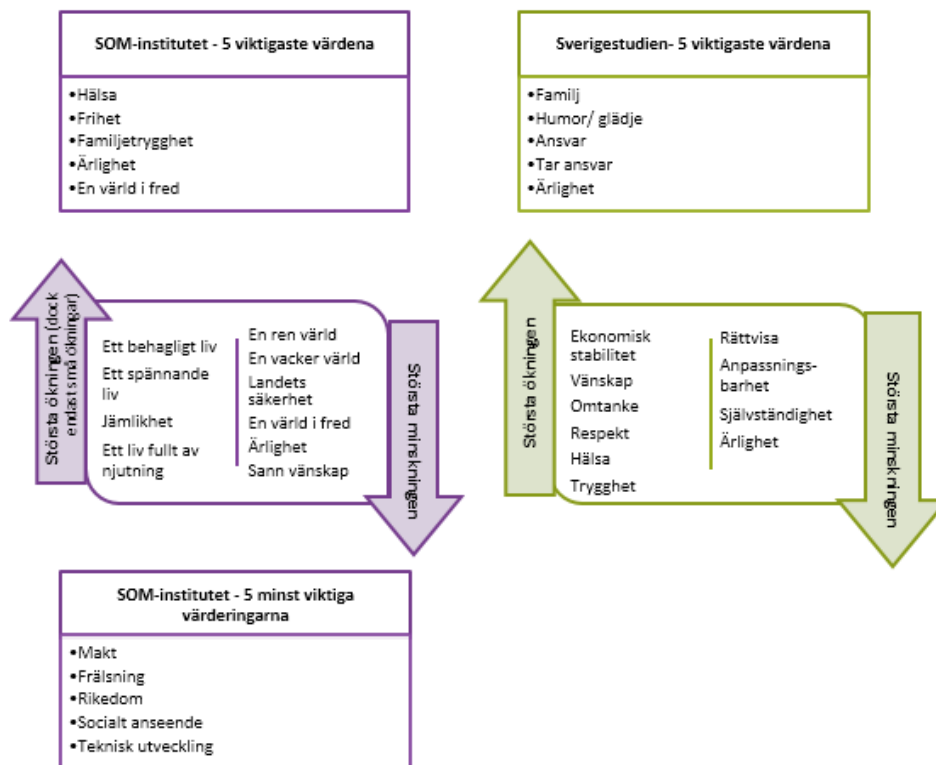 SOM-institutet - 5 viktigaste värdena
•Hälsa
•Frihet
•Familjetrygghet
•Ärlighet
•En värld i fred
Sverigestudien- 5 viktigaste värdena
•Familj
•Humor/ glädje
•Ansvar
•Tar ansvar
•Ärlighet
Största ökningen (dock
endast små ökningar)
Ett behagligt liv
Ett spännande
liv
Jämlikhet
Ett liv fullt av
njutning
En ren värld
En vacker värld
Landets
säkerhet
En värld i fred
Ärlighet
Sann vänskap
Största minskningen
Största ökningen
Ekonomisk
stabilitet
Vänskap
Omtanke
Respekt
Hälsa
Trygghet
Rättvisa
Anpassnings-
barhet
Självständighet
Ärlighet
Största minskningen
SOM-institutet - 5 minst viktiga
värderingarna
•Makt
•Frälsning
•Rikedom
•Socialt anseende
•Teknisk utveckling